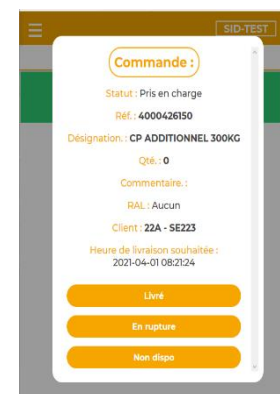 SID-TEST
Commande :)
Statut : Pris en charge
Réf. : 4000426150
Désignation. : CP ADDITIONNEL 300KG
Qté. : 0
Commentaire. :
RAL : Aucun
Client : 22A - SE223
Heure de livraison souhaitée :
2021-04-01 08:21:24
Livré
En rupture
Non dispo